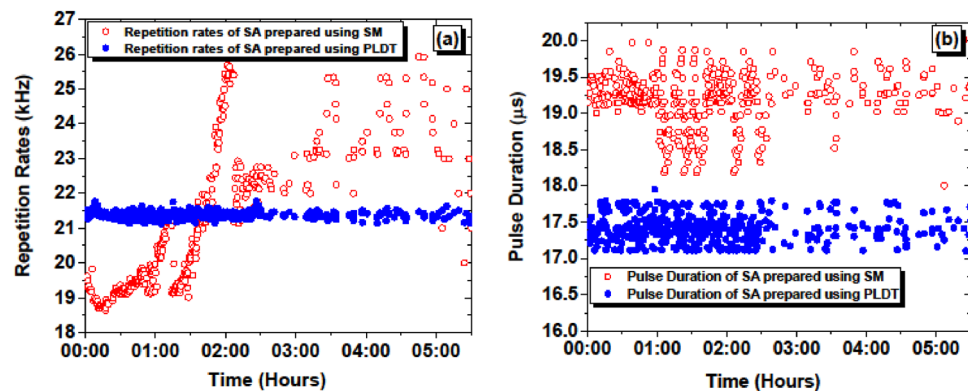 27
26
25
24
23
22
21
20
19
18
Repetition Rates (kHz)
Repetition rates of SA prepared using SM
Repetition rates of SA prepared using PLDT
(a)
00:00 01:00 02:00 03:00 04:00 05:00
Time (Hours)
20.0
19.5
19.0
18.5
18.0
17.5
17.0
16.5
16.0
Pulse Duration (µs)
(b)
Pulse Duration of SA prepared using SM
Pulse Duration of SA prepared using PLDT
00:00 01:00 02:00 03:00 04:00 05:00
Time (Hours)